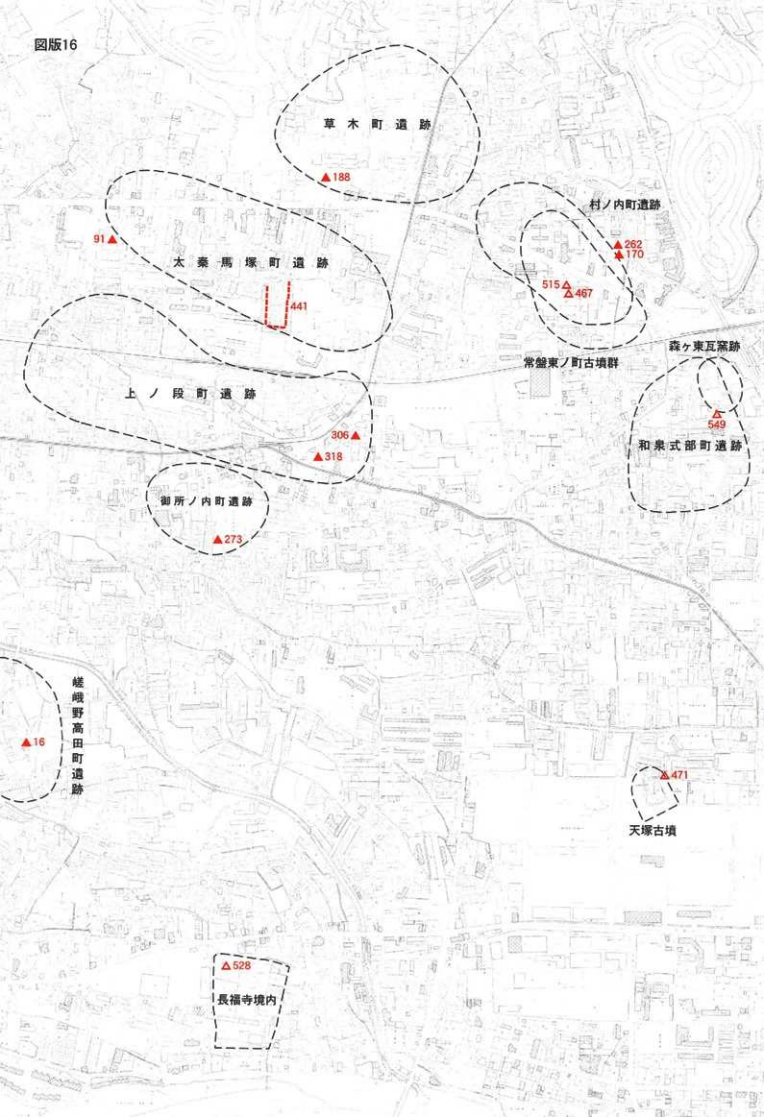 図版16
草木町遺跡
188
村ノ内町遺跡
91
太秦馬塚町遺跡
262
170
515
467
441
常盤東ノ町古墳群
森ヶ東瓦窯跡
上ノ段町遺跡
549
306
和泉式部町遺跡
318
御所ノ内町遺跡
273
嵯峨野高田町遺跡
16
471
天塚古墳
528
長福寺境内